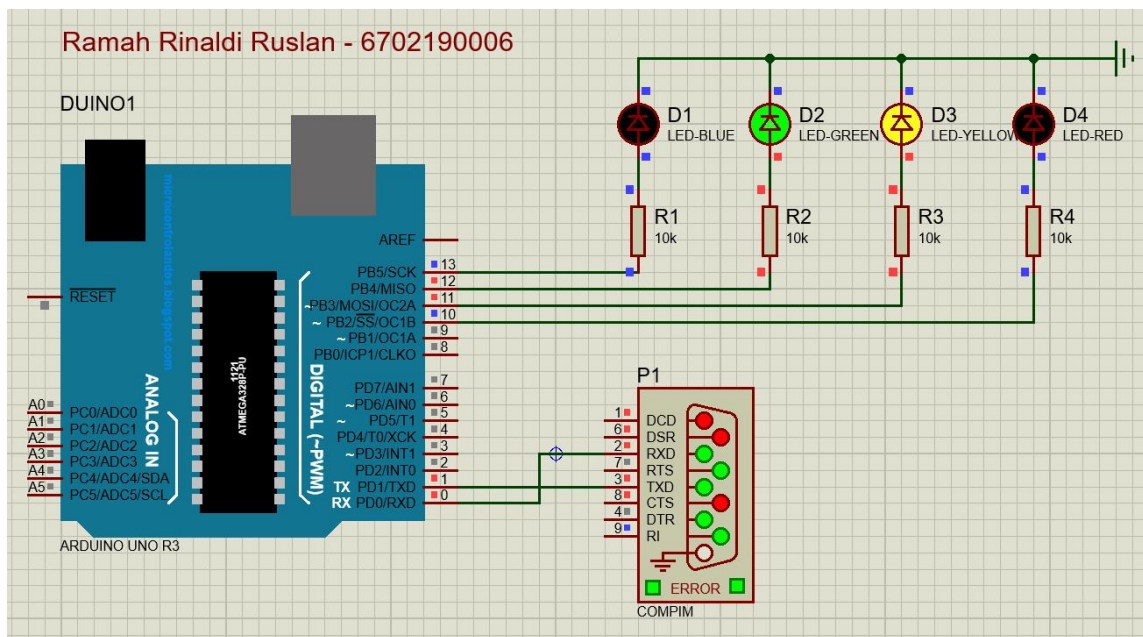 Ramah Rinaldi Ruslan - 6702190006
DUINO1
microcontrolandos.blogspot.com
AREF
RESET
PB5/SCK 13
PB4/MISO 12
~PB3/MOSI/OC2A 11
~ PB2/SS/OC1B 10
~ PB1/OC1A 9
PB0/ICP1/CLKO 8
PD7/AIN1 7
~PD6/AIN0 6
~ PD5/T1 5
PD4/T0/XCK 4
~PD3/INT1 3
PD2/INT0 2
TX PD1/TXD 1
RX PD0/RXD 0
DIGITAL (~PWM)
1121
ATMEGA328P-PU
ANALOG IN
A0 PC0/ADC0
A1 PC1/ADC1
A2 PC2/ADC2
A3 PC3/ADC3
A4 PC4/ADC4/SDA
A5 PC5/ADC5/SCL
ARDUINO UNO R3
D1
LED-BLUE
D2
LED-GREEN
D3
LED-YELLOW
D4
LED-RED
R1
10k
R2
10k
R3
10k
R4
10k
P1
1 DCD
6 DSR
2 RXD
7 RTS
3 TXD
8 CTS
4 DTR
9 RI
ERROR
COMPIM